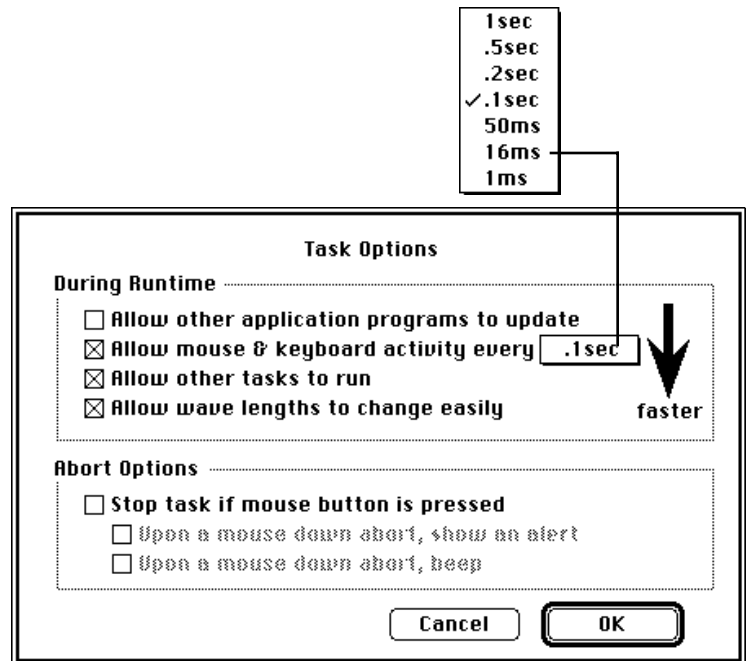 1sec
.5sec
.2sec
.1sec
50ms
16ms
1ms
Task Options
During Runtime
Allow other application programs to update
Allow mouse & keyboard activity every .1sec
Allow other tasks to run
Allow wave lengths to change easily
faster
Abort Options
Stop task if mouse button is pressed
Upon a mouse down abort, show an alert
Upon a mouse down abort, beep
Cancel OK